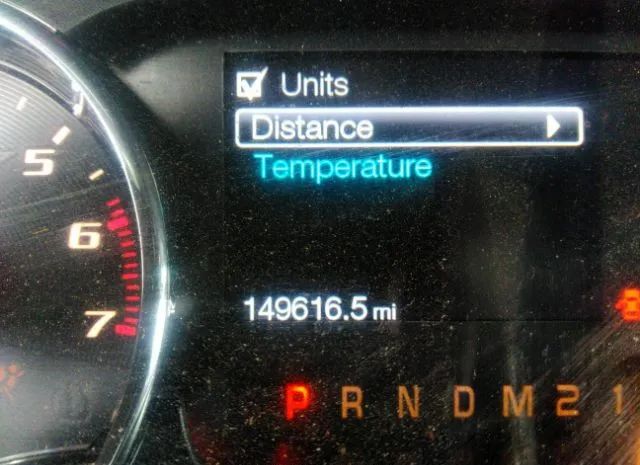 Units
Distance
Temperature
5
6
7
149616.5 mi
P R N D M 2 1